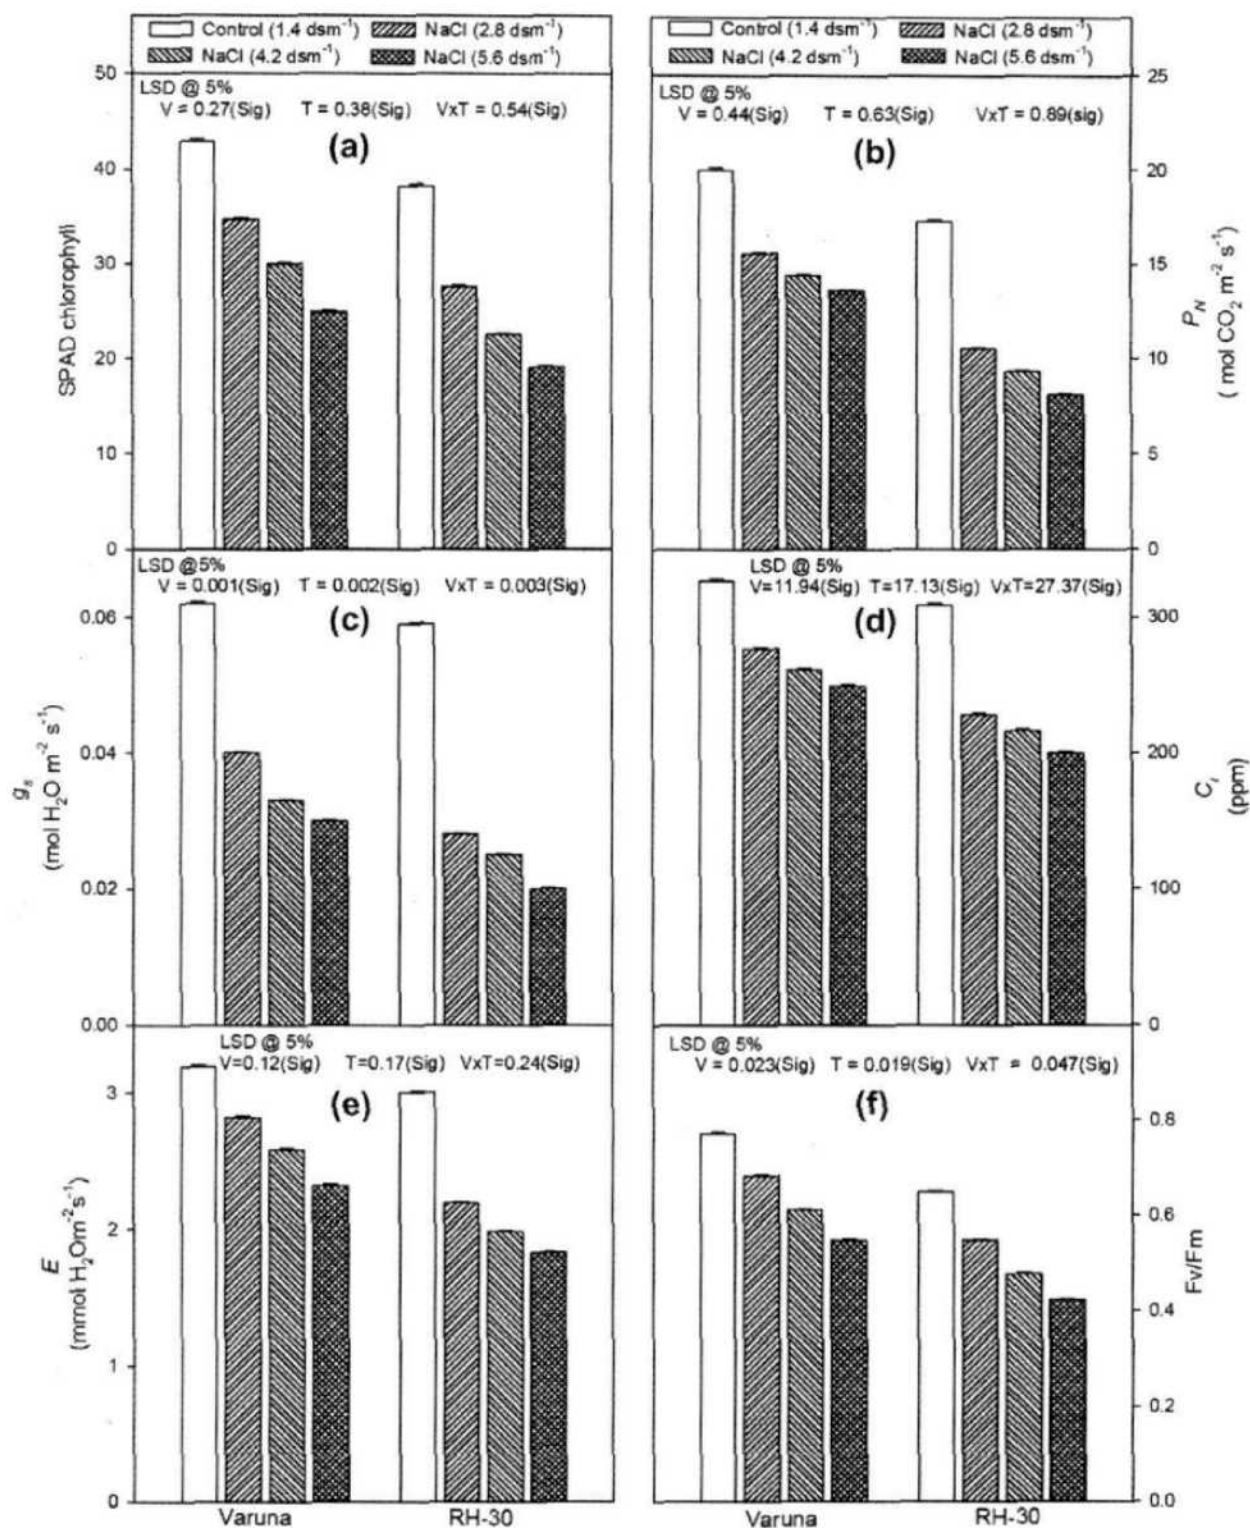 Control (1.4 dsm⁻¹) NaCl (2.8 dsm⁻¹)
NaCl (4.2 dsm⁻¹) NaCl (5.6 dsm⁻¹)
50
LSD @ 5%
V = 0.27(Sig) T = 0.38(Sig) VxT = 0.54(Sig)
(a)
40
30
20
10
0
SPAD chlorophyll
Control (1.4 dsm⁻¹) NaCl (2.8 dsm⁻¹)
NaCl (4.2 dsm⁻¹) NaCl (5.6 dsm⁻¹)
25
LSD @ 5%
V = 0.44(Sig) T = 0.63(Sig) VxT = 0.89(sig)
(b)
20
15
10
5
0
P_N
( mol CO₂ m⁻² s⁻¹)
LSD @5%
V = 0.001(Sig) T = 0.002(Sig) VxT = 0.003(Sig)
(c)
0.06
0.04
0.02
0.00
g_s
(mol H₂O m⁻² s⁻¹)
LSD @ 5%
V=11.94(Sig) T=17.13(Sig) VxT=27.37(Sig)
(d)
300
200
100
0
C_i
(ppm)
LSD @ 5%
V=0.12(Sig) T=0.17(Sig) VxT=0.24(Sig)
(e)
3
2
1
0
E
(mmol H₂Om⁻²s⁻¹)
Varuna RH-30
LSD @ 5%
V = 0.023(Sig) T = 0.019(Sig) VxT = 0.047(Sig)
(f)
0.8
0.6
0.4
0.2
0.0
Fv/Fm
Varuna RH-30